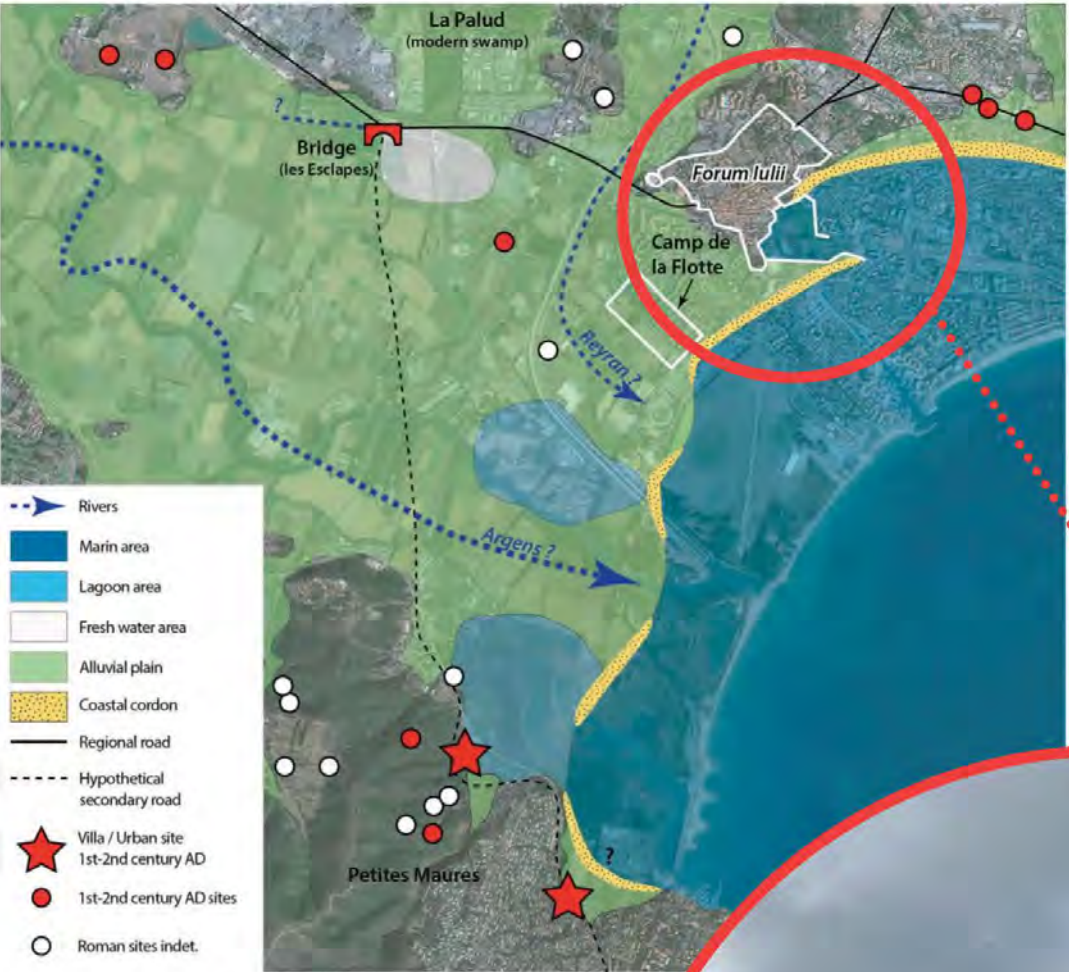 La Palud
(modern swamp)
?
Bridge
(les Esclapes)
Forum Iulii
Camp de
la Flotte
Reyran ?
Argens ?
Rivers
Marin area
Lagoon area
Fresh water area
Alluvial plain
Coastal cordon
Regional road
Hypothetical
secondary road
Villa / Urban site
1st-2nd century AD
1st-2nd century AD sites
Roman sites indet.
Petites Maures
?